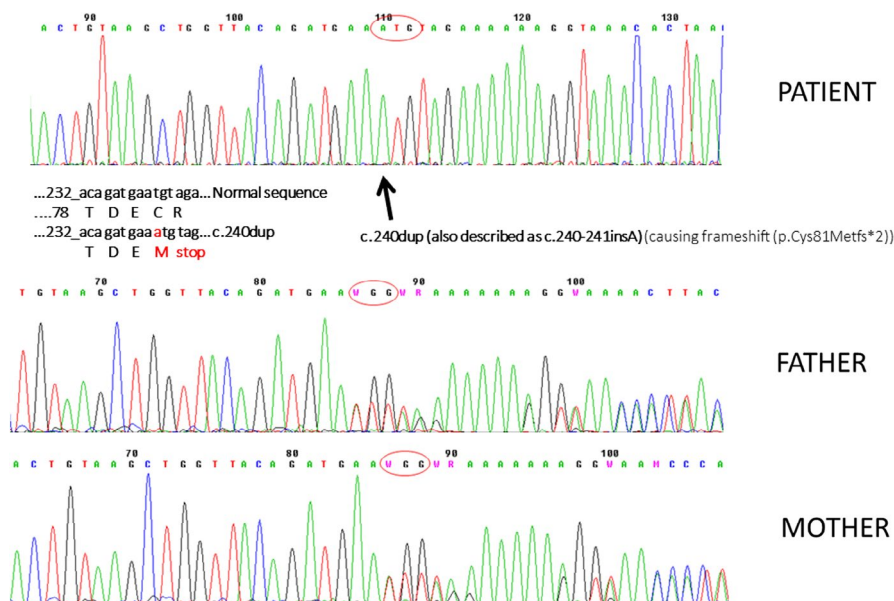 90 100 110 120 130
A C T G T A A G C T G G T T A C A G A T G A A A T G T A G A A A A A A A G G T A A A C A C T A A
PATIENT
...232_aca gat gaa tgt aga... Normal sequence
....78 T D E C R
...232_aca gat gaa atg tag... c.240dup
T D E M stop
c.240dup (also described as c.240-241insA) (causing frameshift (p.Cys81Metfs*2))
70 80 90 100
T G T A A G C T G G T T A C A G A T G A A W G G W R A A A A A A A G G W A A A A C T T A C
FATHER
70 80 90 100
A C T G T A A G C T G G T T A C A G A T G A A W G G W R A A A A A A A G G W A A M C C C A
MOTHER